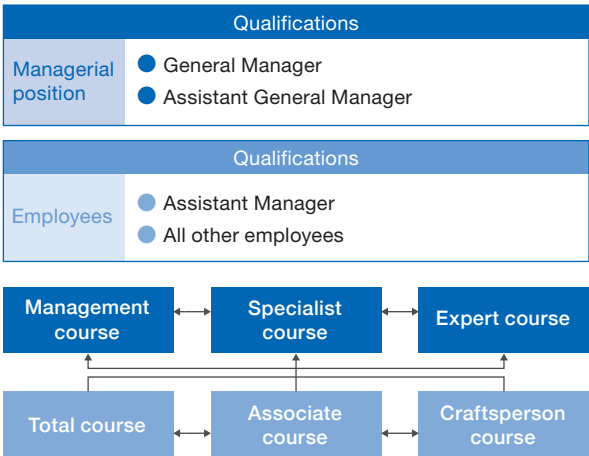 Qualifications
Managerial
position
General Manager
Assistant General Manager
Qualifications
Employees
Assistant Manager
All other employees
Management
course
Specialist
course
Expert course
Total course
Associate
course
Craftsperson
course